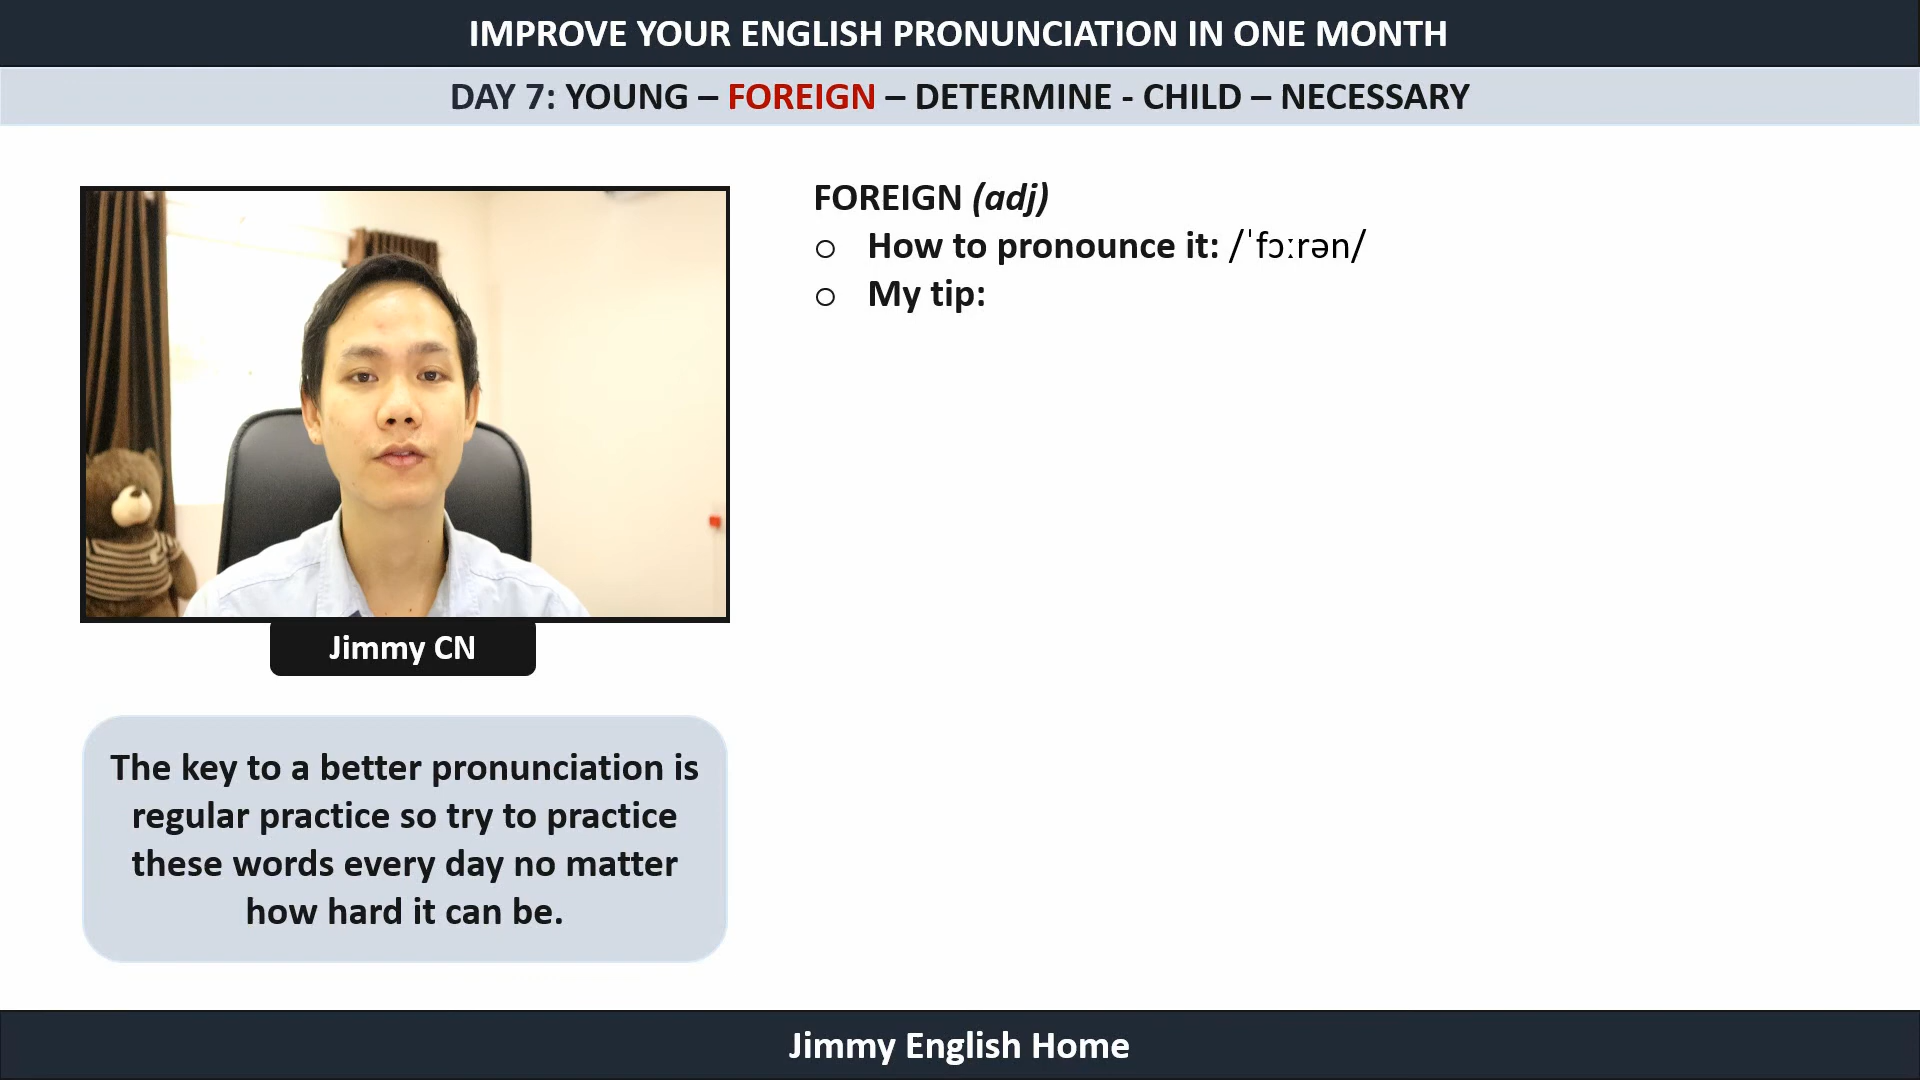 IMPROVE YOUR ENGLISH PRONUNCIATION IN ONE MONTH
DAY 7: YOUNG – FOREIGN – DETERMINE - CHILD – NECESSARY
FOREIGN (adj)
o How to pronounce it: /ˈfɔːrən/
o My tip:
Jimmy CN
The key to a better pronunciation is
regular practice so try to practice
these words every day no matter
how hard it can be.
Jimmy English Home